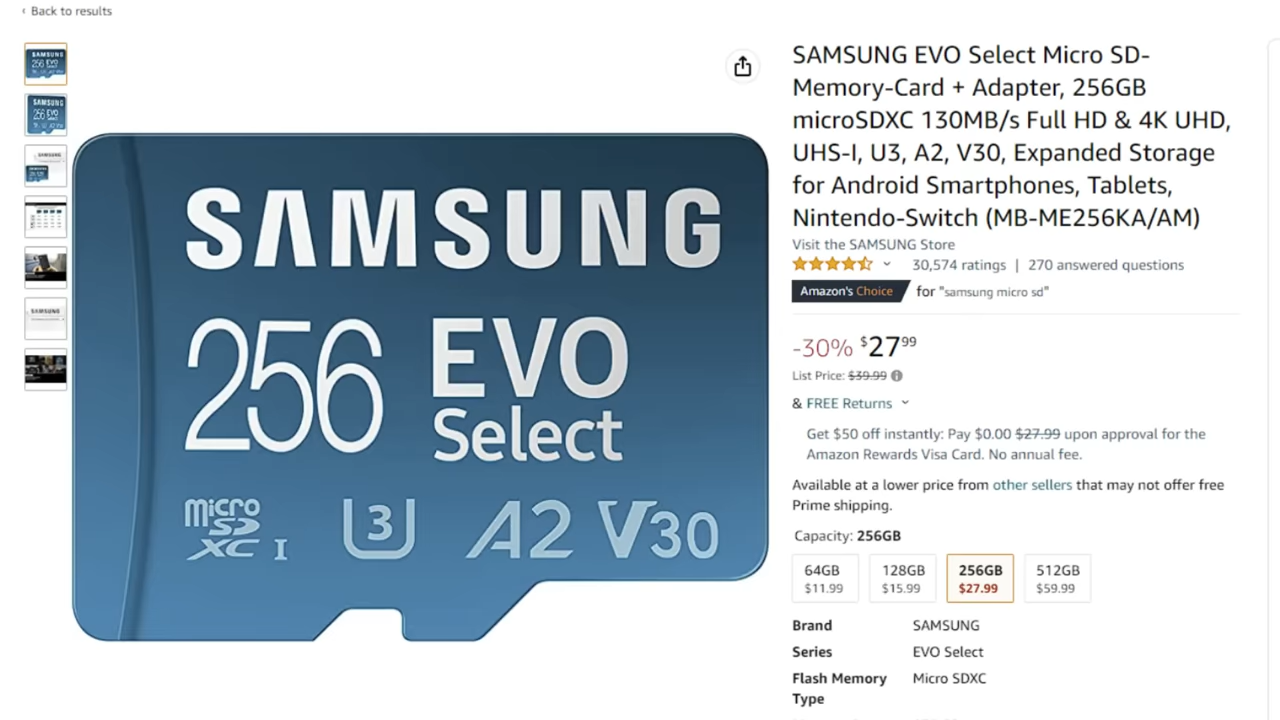 ‹ Back to results
SAMSUNG
256 EVO
Select
micro
SD
XC I
U3
A2
V30
SAMSUNG EVO Select Micro SD-
Memory-Card + Adapter, 256GB
microSDXC 130MB/s Full HD & 4K UHD,
UHS-I, U3, A2, V30, Expanded Storage
for Android Smartphones, Tablets,
Nintendo-Switch (MB-ME256KA/AM)
Visit the SAMSUNG Store
30,574 ratings | 270 answered questions
Amazon's Choice for "samsung micro sd"
-30% $27⁹⁹
List Price: $39.99
& FREE Returns
Get $50 off instantly: Pay $0.00 $27.99 upon approval for the
Amazon Rewards Visa Card. No annual fee.
Available at a lower price from other sellers that may not offer free
Prime shipping.
Capacity: 256GB
64GB 128GB 256GB 512GB
$11.99 $15.99 $27.99 $59.99
Brand SAMSUNG
Series EVO Select
Flash Memory Micro SDXC
Type